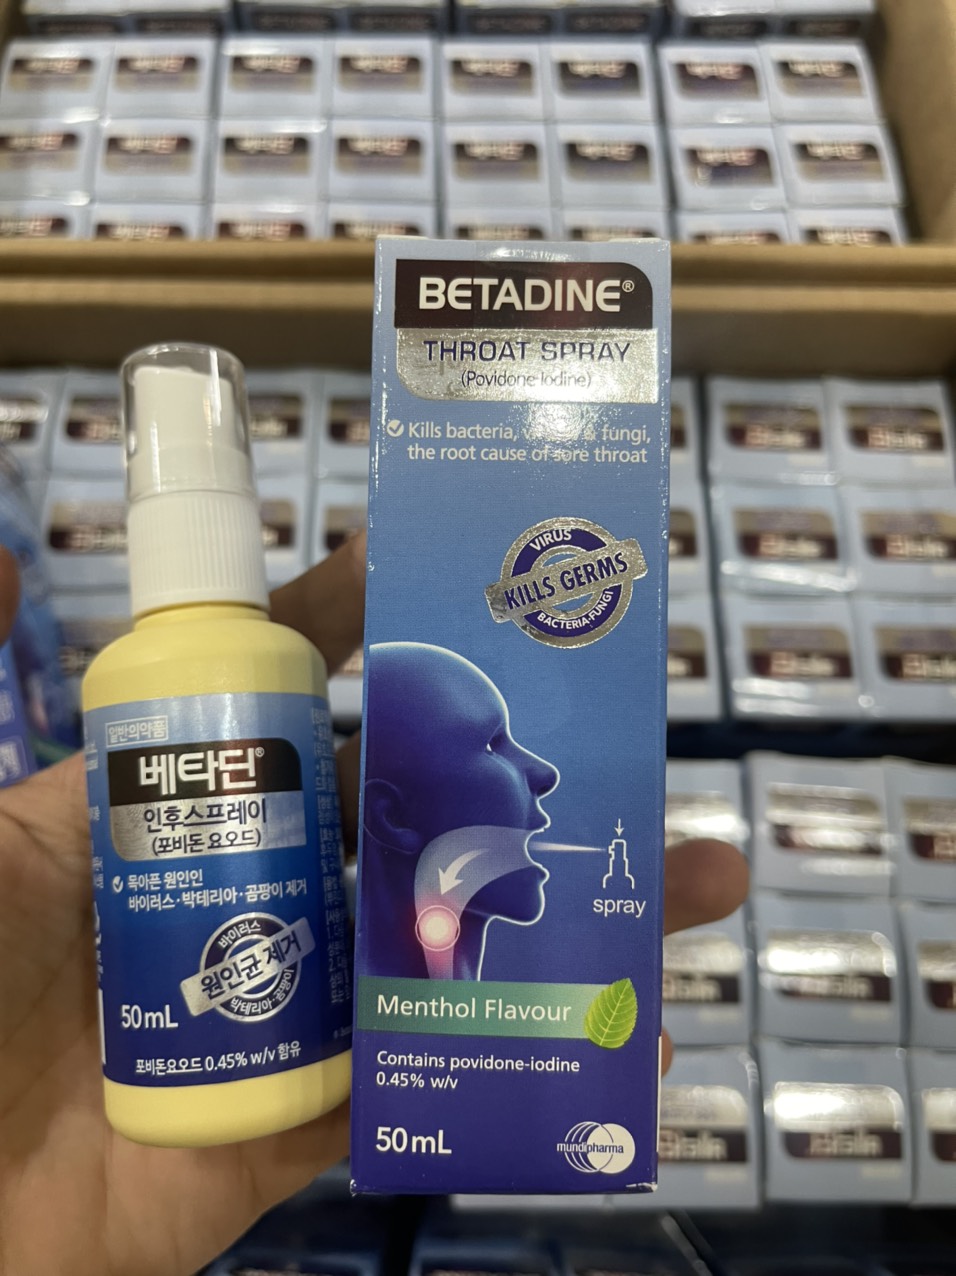 BETADINE®
THROAT SPRAY
(Povidone-Iodine)
Kills bacteria, virus & fungi,
the root cause of sore throat
VIRUS
KILLS GERMS
BACTERIA·FUNGI
spray
Menthol Flavour
Contains povidone-iodine
0.45% w/v
50mL
mundipharma
일반의약품
베타딘®
인후스프레이
(포비돈 요오드)
목아픈 원인인
바이러스·박테리아·곰팡이 제거
바이러스
원인균 제거
박테리아·곰팡이
50mL
포비돈요오드 0.45% w/v 함유